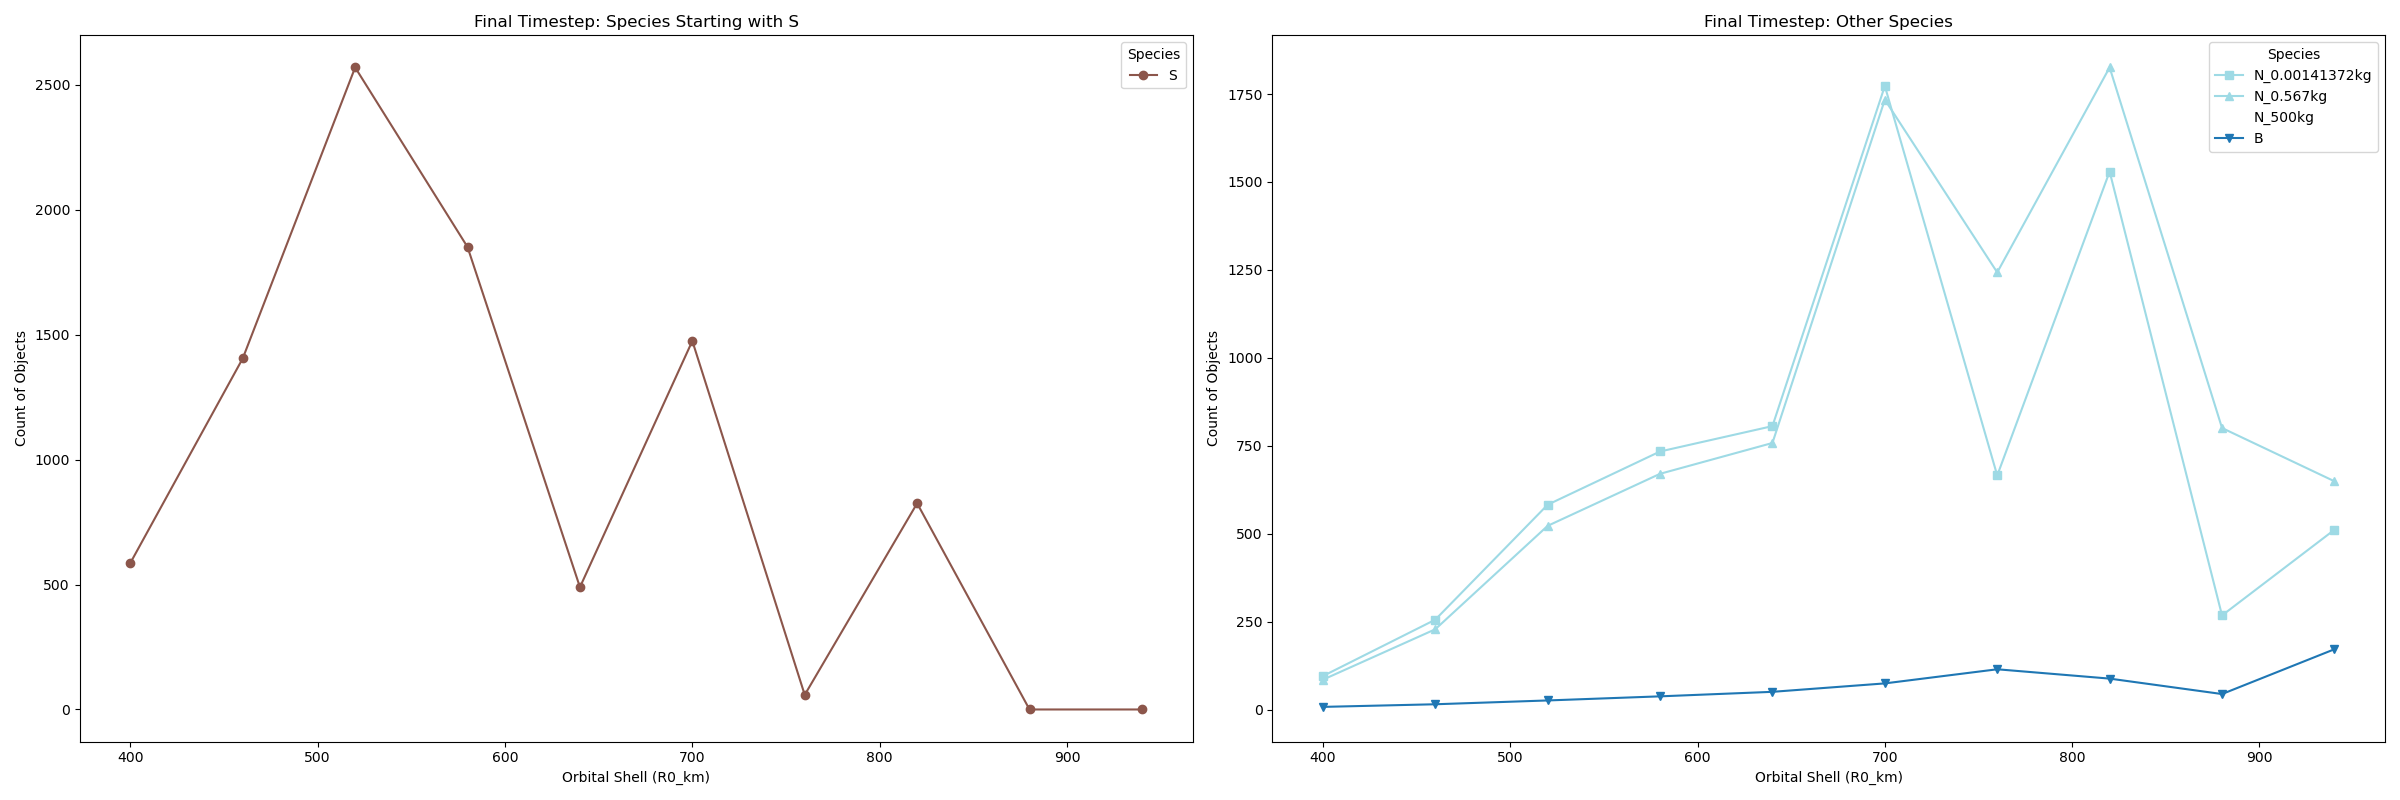 Final Timestep: Species Starting with S
Count of Objects
2500
2000
1500
1000
500
0
400 500 600 700 800 900
Orbital Shell (R0_km)
Species
S
Final Timestep: Other Species
Count of Objects
1750
1500
1250
1000
750
500
250
0
400 500 600 700 800 900
Orbital Shell (R0_km)
Species
N_0.00141372kg
N_0.567kg
N_500kg
B